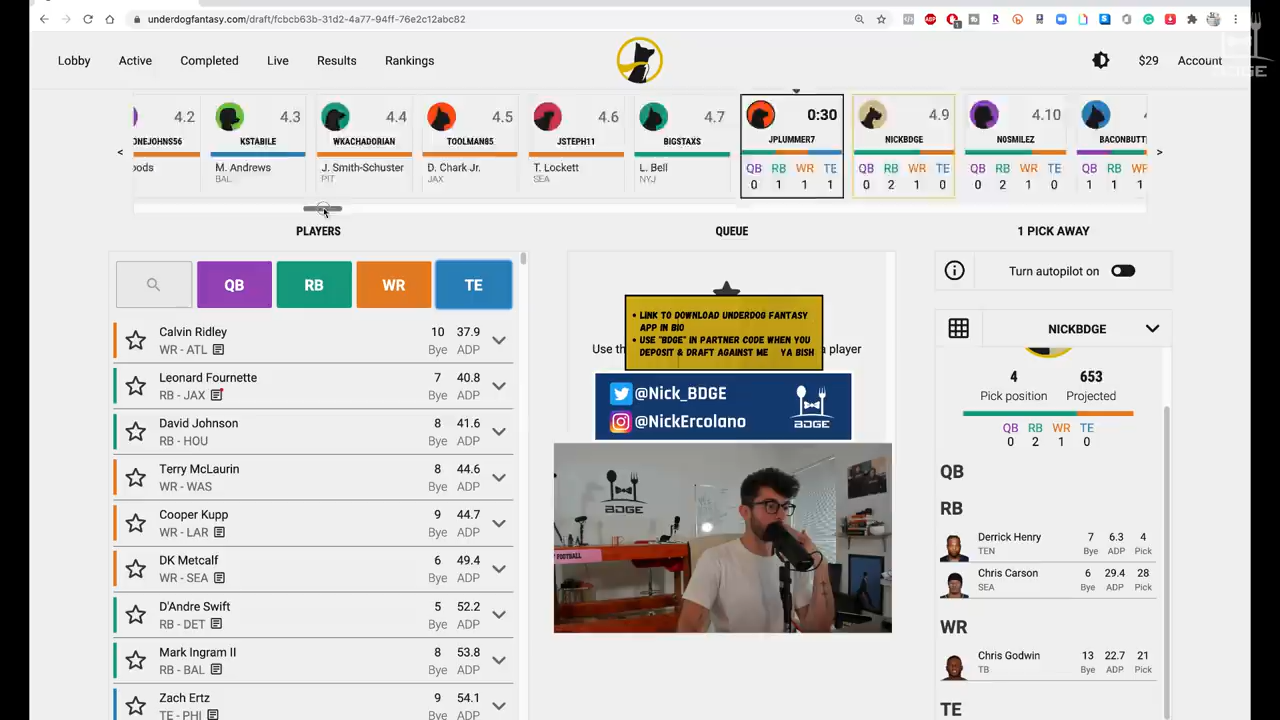 underdogfantasy.com/draft/fcbcb63b-31d2-4a77-94ff-76e2c12abc82
Lobby Active Completed Live Results Rankings $29 Account
BDGE
4.2 4.3 4.4 4.5 4.6 4.7 0:30 4.9 4.10
ONEJOHNS56 KSTABILE WKACHADORIAN TOOLMAN85 JSTEPH11 BIGSTAXS JPLUMMER7 NICKBDGE NOSMILEZ BACONBUTT
oods M. Andrews J. Smith-Schuster D. Chark Jr. T. Lockett L. Bell QB RB WR TE QB RB WR TE QB RB WR TE QB RB WR
BAL PIT JAX SEA NYJ 0 1 1 1 0 2 1 0 0 2 1 0 1 1 1
< >
PLAYERS QUEUE 1 PICK AWAY
QB RB WR TE
Turn autopilot on
NICKBDGE
Calvin Ridley 10 37.9
WR - ATL Bye ADP
Leonard Fournette 7 40.8
RB - JAX Bye ADP
David Johnson 8 41.6
RB - HOU Bye ADP
Terry McLaurin 8 44.6
WR - WAS Bye ADP
Cooper Kupp 9 44.7
WR - LAR Bye ADP
DK Metcalf 6 49.4
WR - SEA Bye ADP
D'Andre Swift 5 52.2
RB - DET Bye ADP
Mark Ingram II 8 53.8
RB - BAL Bye ADP
Zach Ertz 9 54.1
TE - PHI Bye ADP
• LINK TO DOWNLOAD UNDERDOG FANTASY
APP IN BIO
• USE "BDGE" IN PARTNER CODE WHEN YOU
DEPOSIT & DRAFT AGAINST ME YA BISH
Use th a player
@Nick_BDGE
@NickErcolano
BDGE
BDGE
FOOTBALL
4 653
Pick position Projected
QB RB WR TE
0 2 1 0
QB
RB
Derrick Henry 7 6.3 4
TEN Bye ADP Pick
Chris Carson 6 29.4 28
SEA Bye ADP Pick
WR
Chris Godwin 13 22.7 21
TB Bye ADP Pick
TE